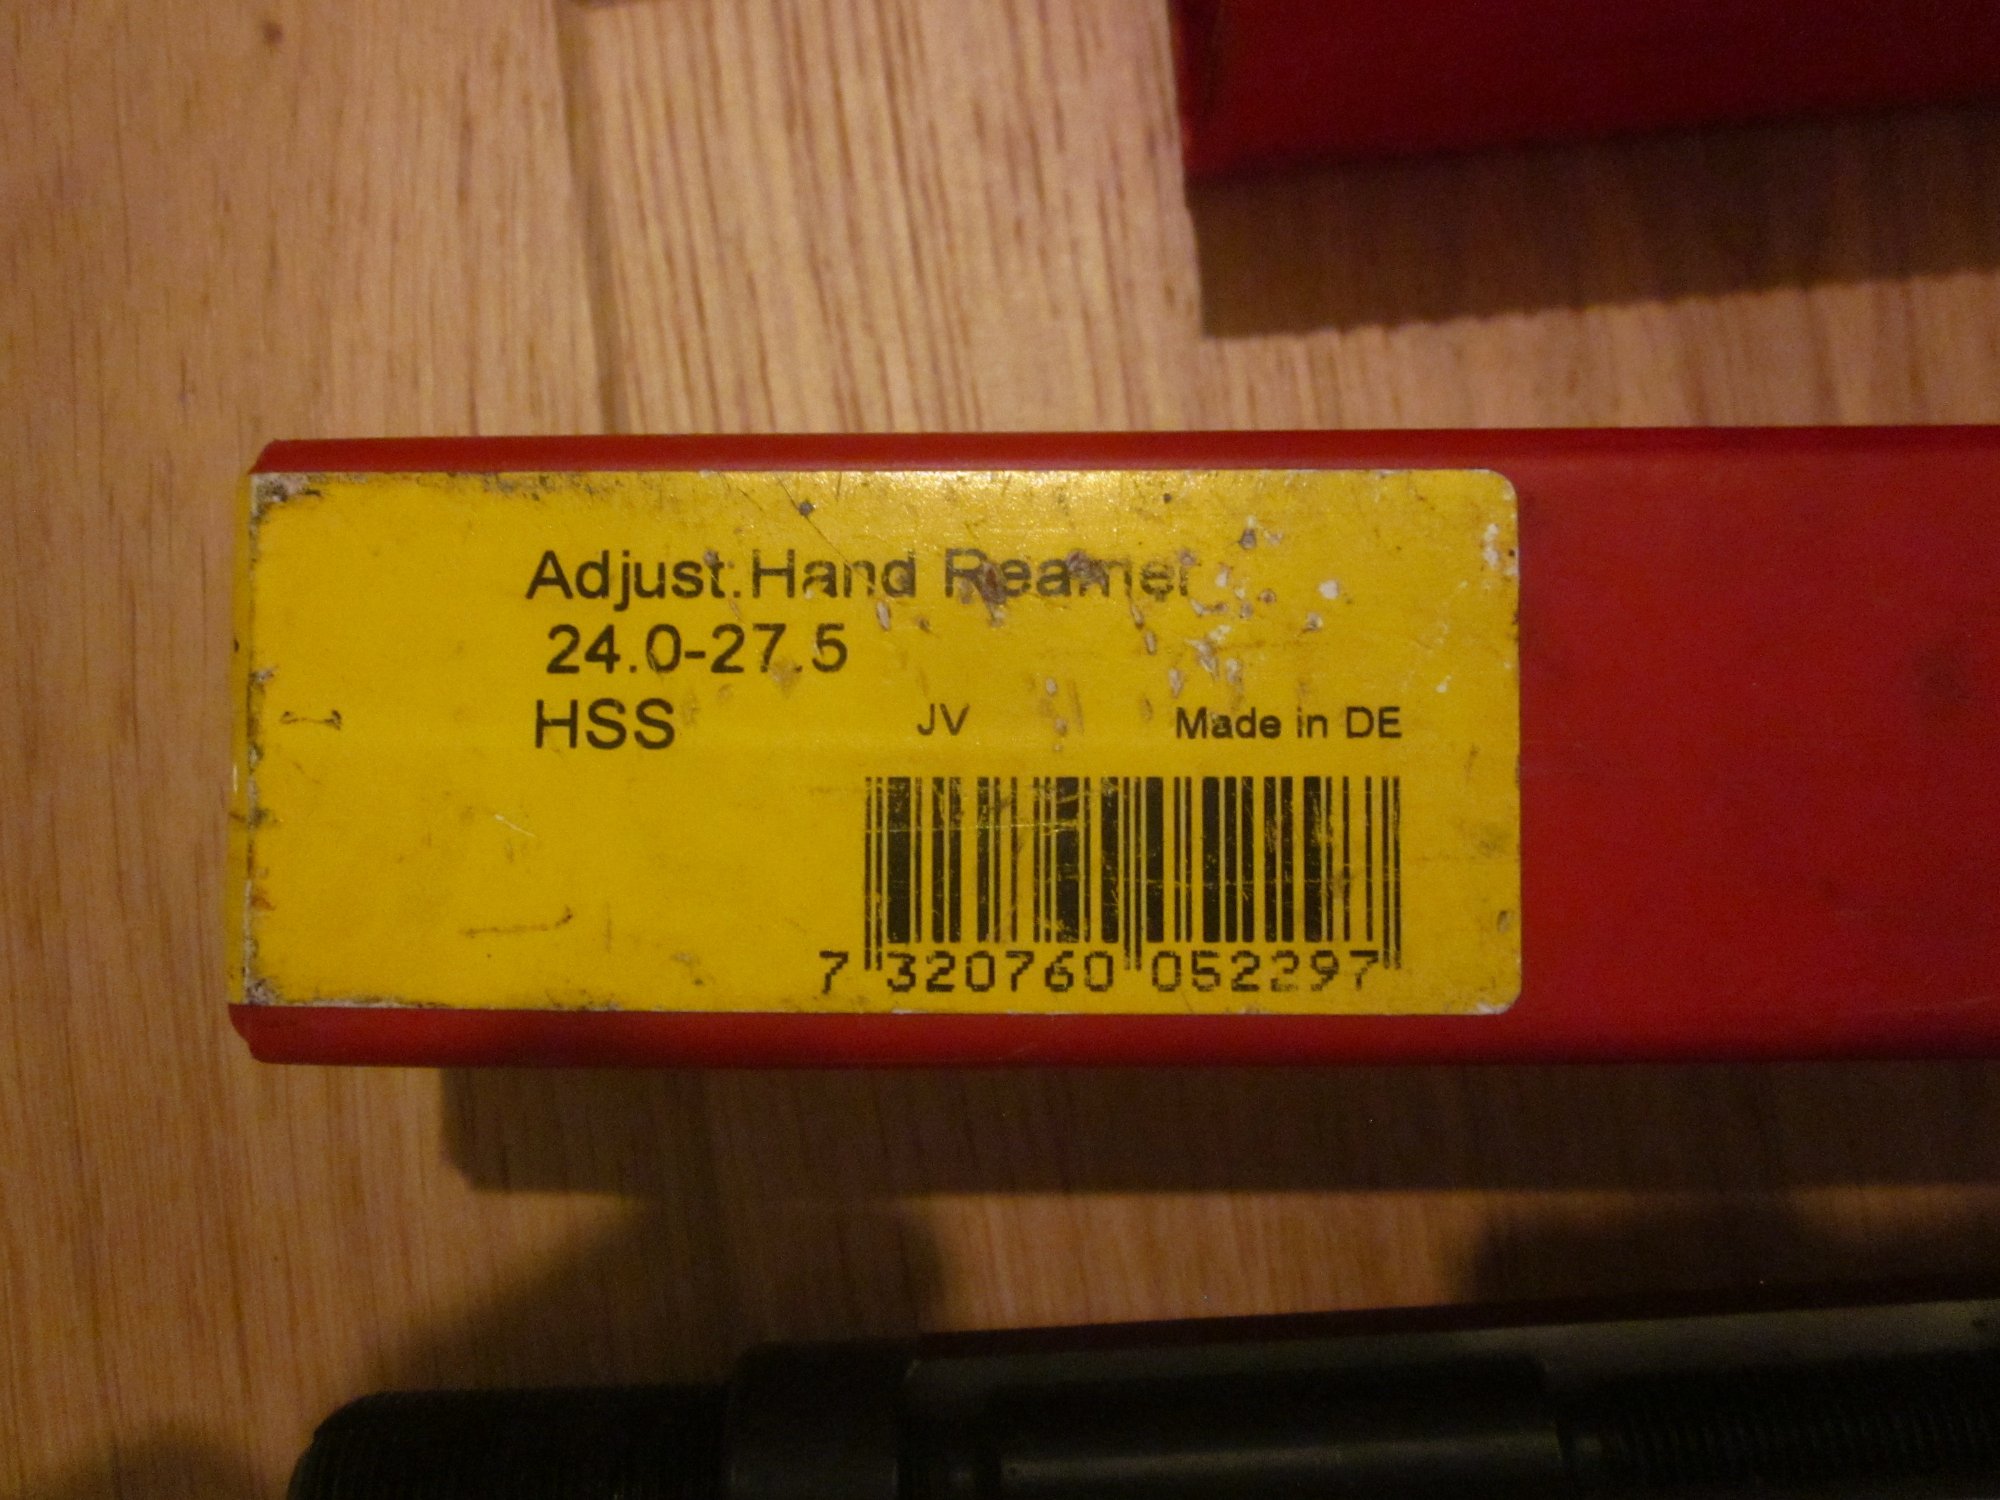 Adjust.Hand Reamer
24.0-27.5
HSS JV Made in DE
7 320760 052297